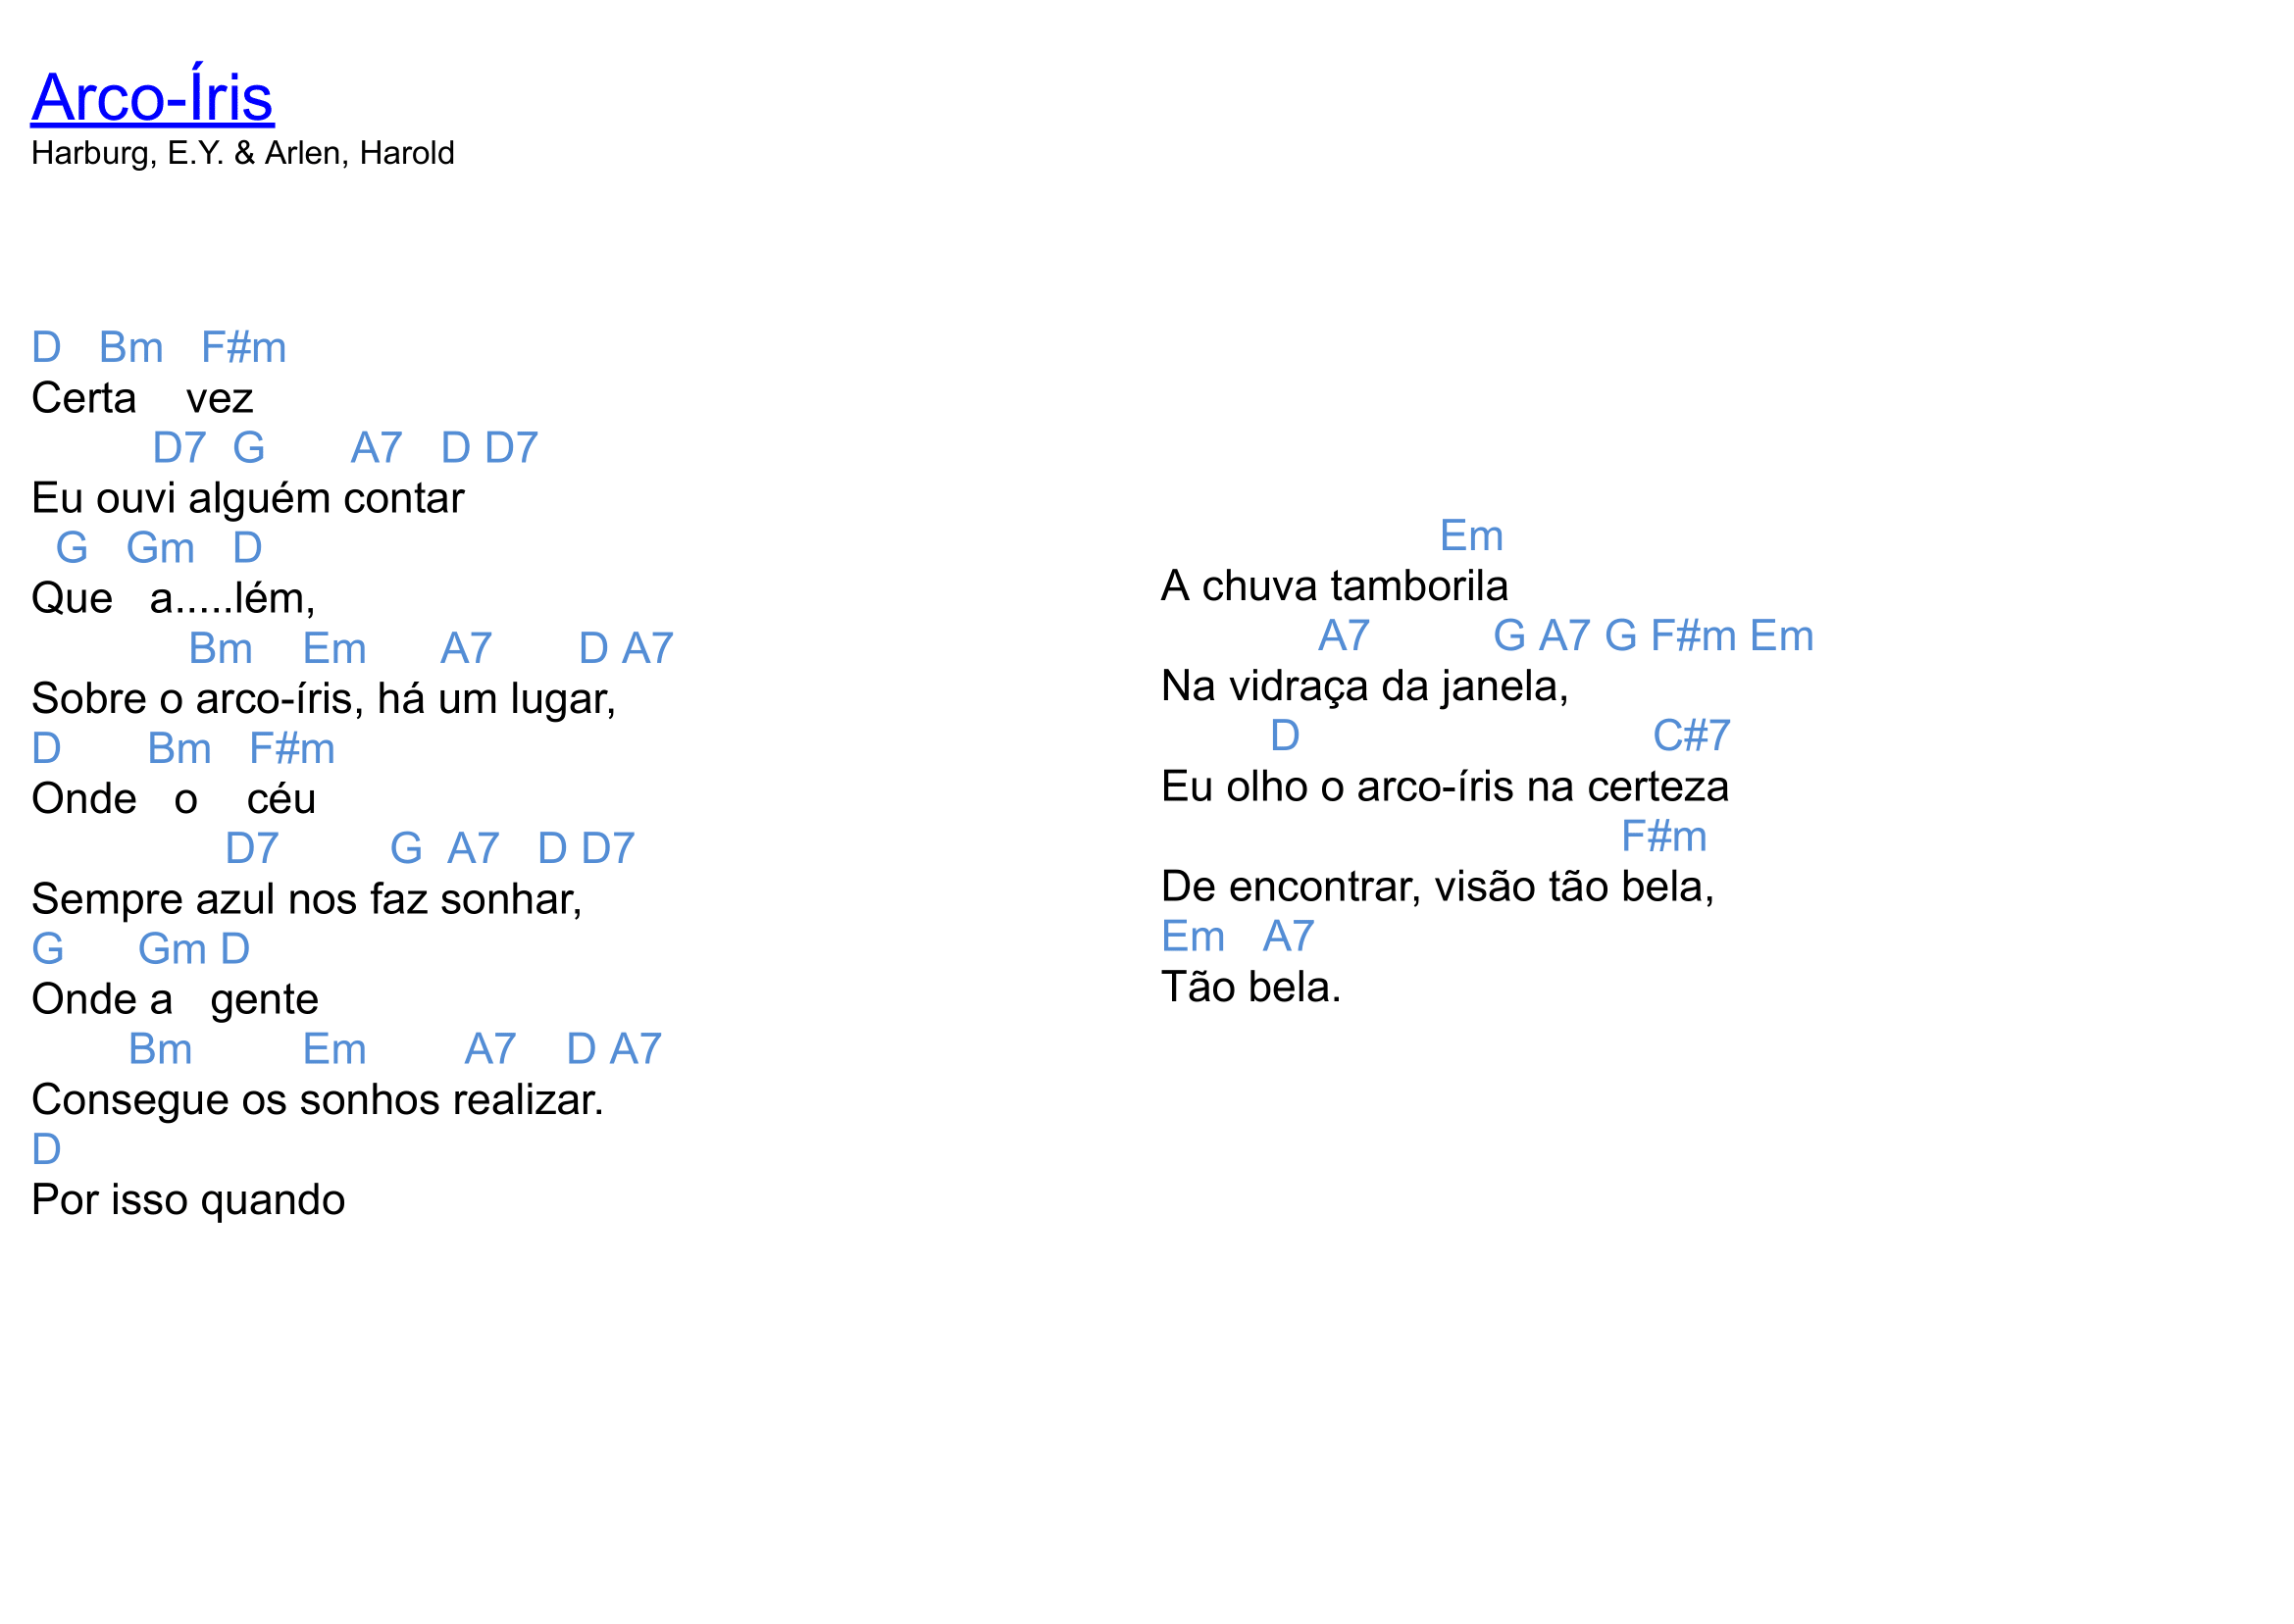 Arco-Íris
Harburg, E.Y. & Arlen, Harold
D   Bm   F#m
Certa    vez
D7  G       A7   D D7
Eu ouvi alguém contar
G   Gm   D
Que   a.....lém,
Bm    Em      A7       D A7
Sobre o arco-íris, há um lugar,
D       Bm   F#m
Onde   o    céu
D7         G  A7   D D7
Sempre azul nos faz sonhar,
G      Gm D
Onde a   gente
Bm         Em        A7    D A7
Consegue os sonhos realizar.
D
Por isso quando
Em
A chuva tamborila
A7          G A7 G F#m Em
Na vidraça da janela,
D                             C#7
Eu olho o arco-íris na certeza
F#m
De encontrar, visão tão bela,
Em   A7
Tão bela.